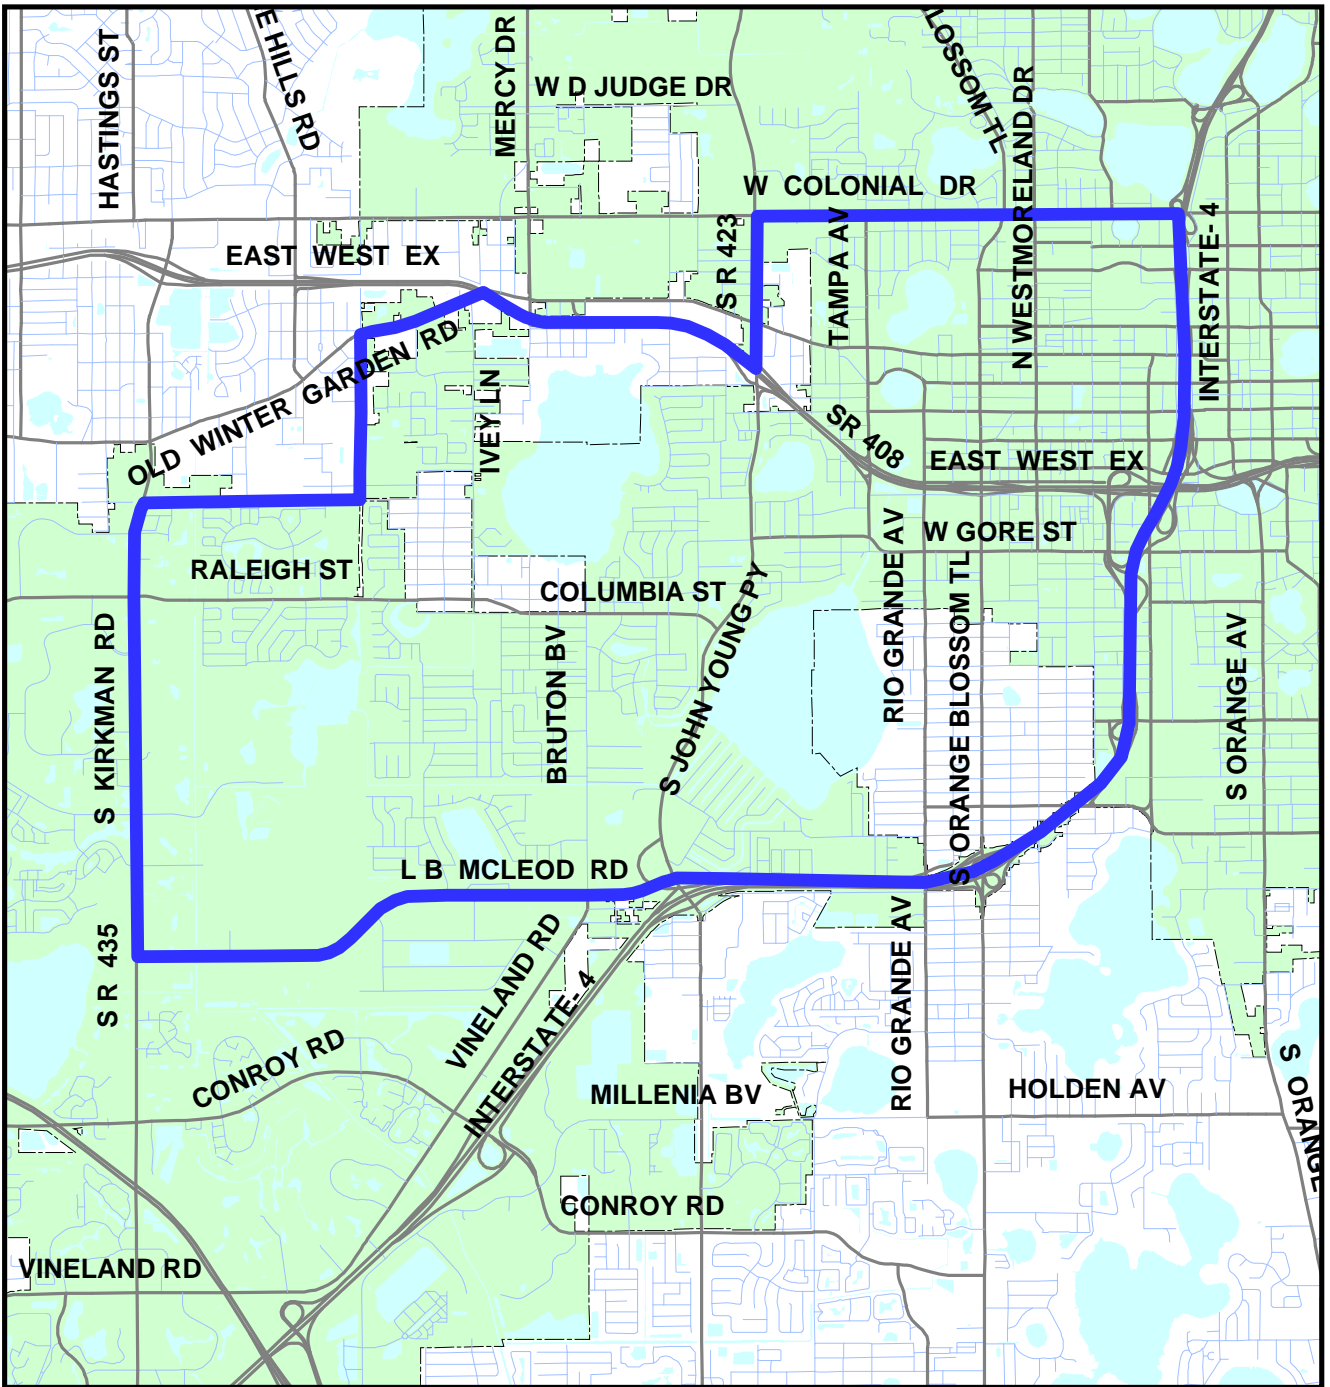 HASTINGS ST
E HILLS RD
MERCY DR
W D JUDGE DR
LOSSOM TL
N WESTMORELAND DR
W COLONIAL DR
EAST WEST EX
S R 423
TAMPA AV
INTERSTATE- 4
OLD WINTER GARDEN RD
IVEY LN
SR 408
EAST WEST EX
W GORE ST
RALEIGH ST
COLUMBIA ST
S JOHN YOUNG PY
RIO GRANDE AV
S ORANGE BLOSSOM TL
S ORANGE AV
S KIRKMAN RD
BRUTON BV
L B MCLEOD RD
S R 435
VINELAND RD
INTERSTATE- 4
RIO GRANDE AV
CONROY RD
MILLENIA BV
HOLDEN AV
S ORANGE
CONROY RD
VINELAND RD